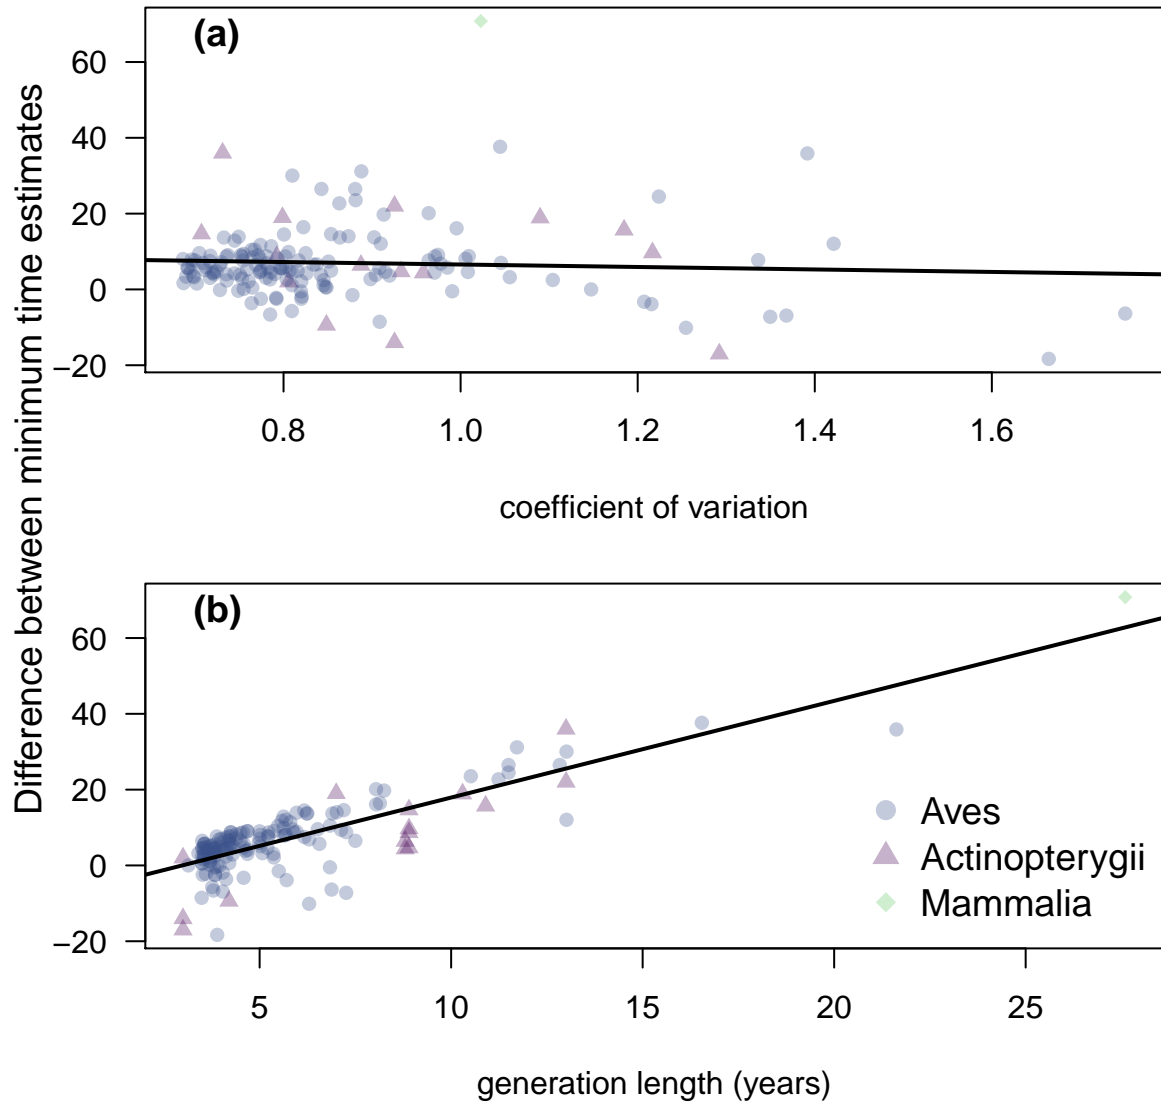 Difference between minimum time estimates
(a)
60
40
20
0
−20
0.8 1.0 1.2 1.4 1.6
coefficient of variation
(b)
60
40
20
0
−20
Aves
Actinopterygii
Mammalia
5 10 15 20 25
generation length (years)